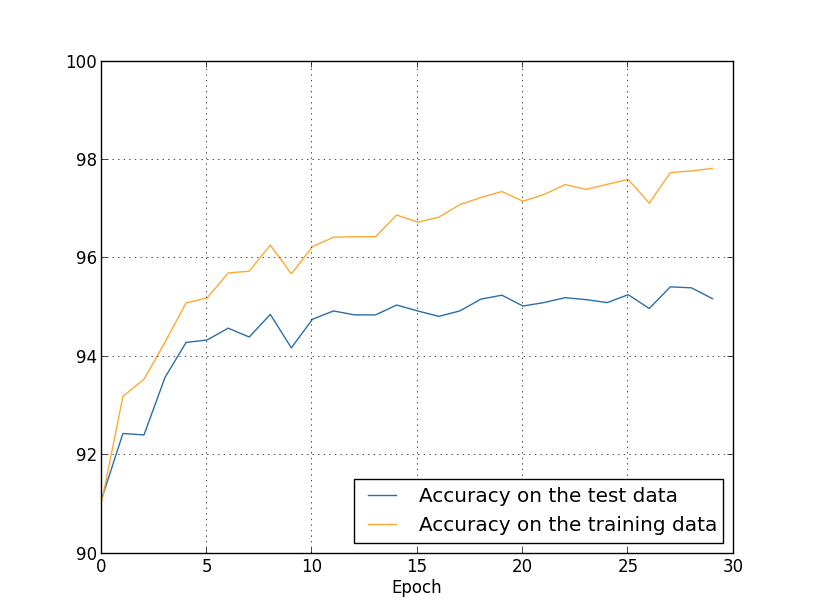 100
98
96
94
92
90
Accuracy on the test data
Accuracy on the training data
0 5 10 15 20 25 30
Epoch